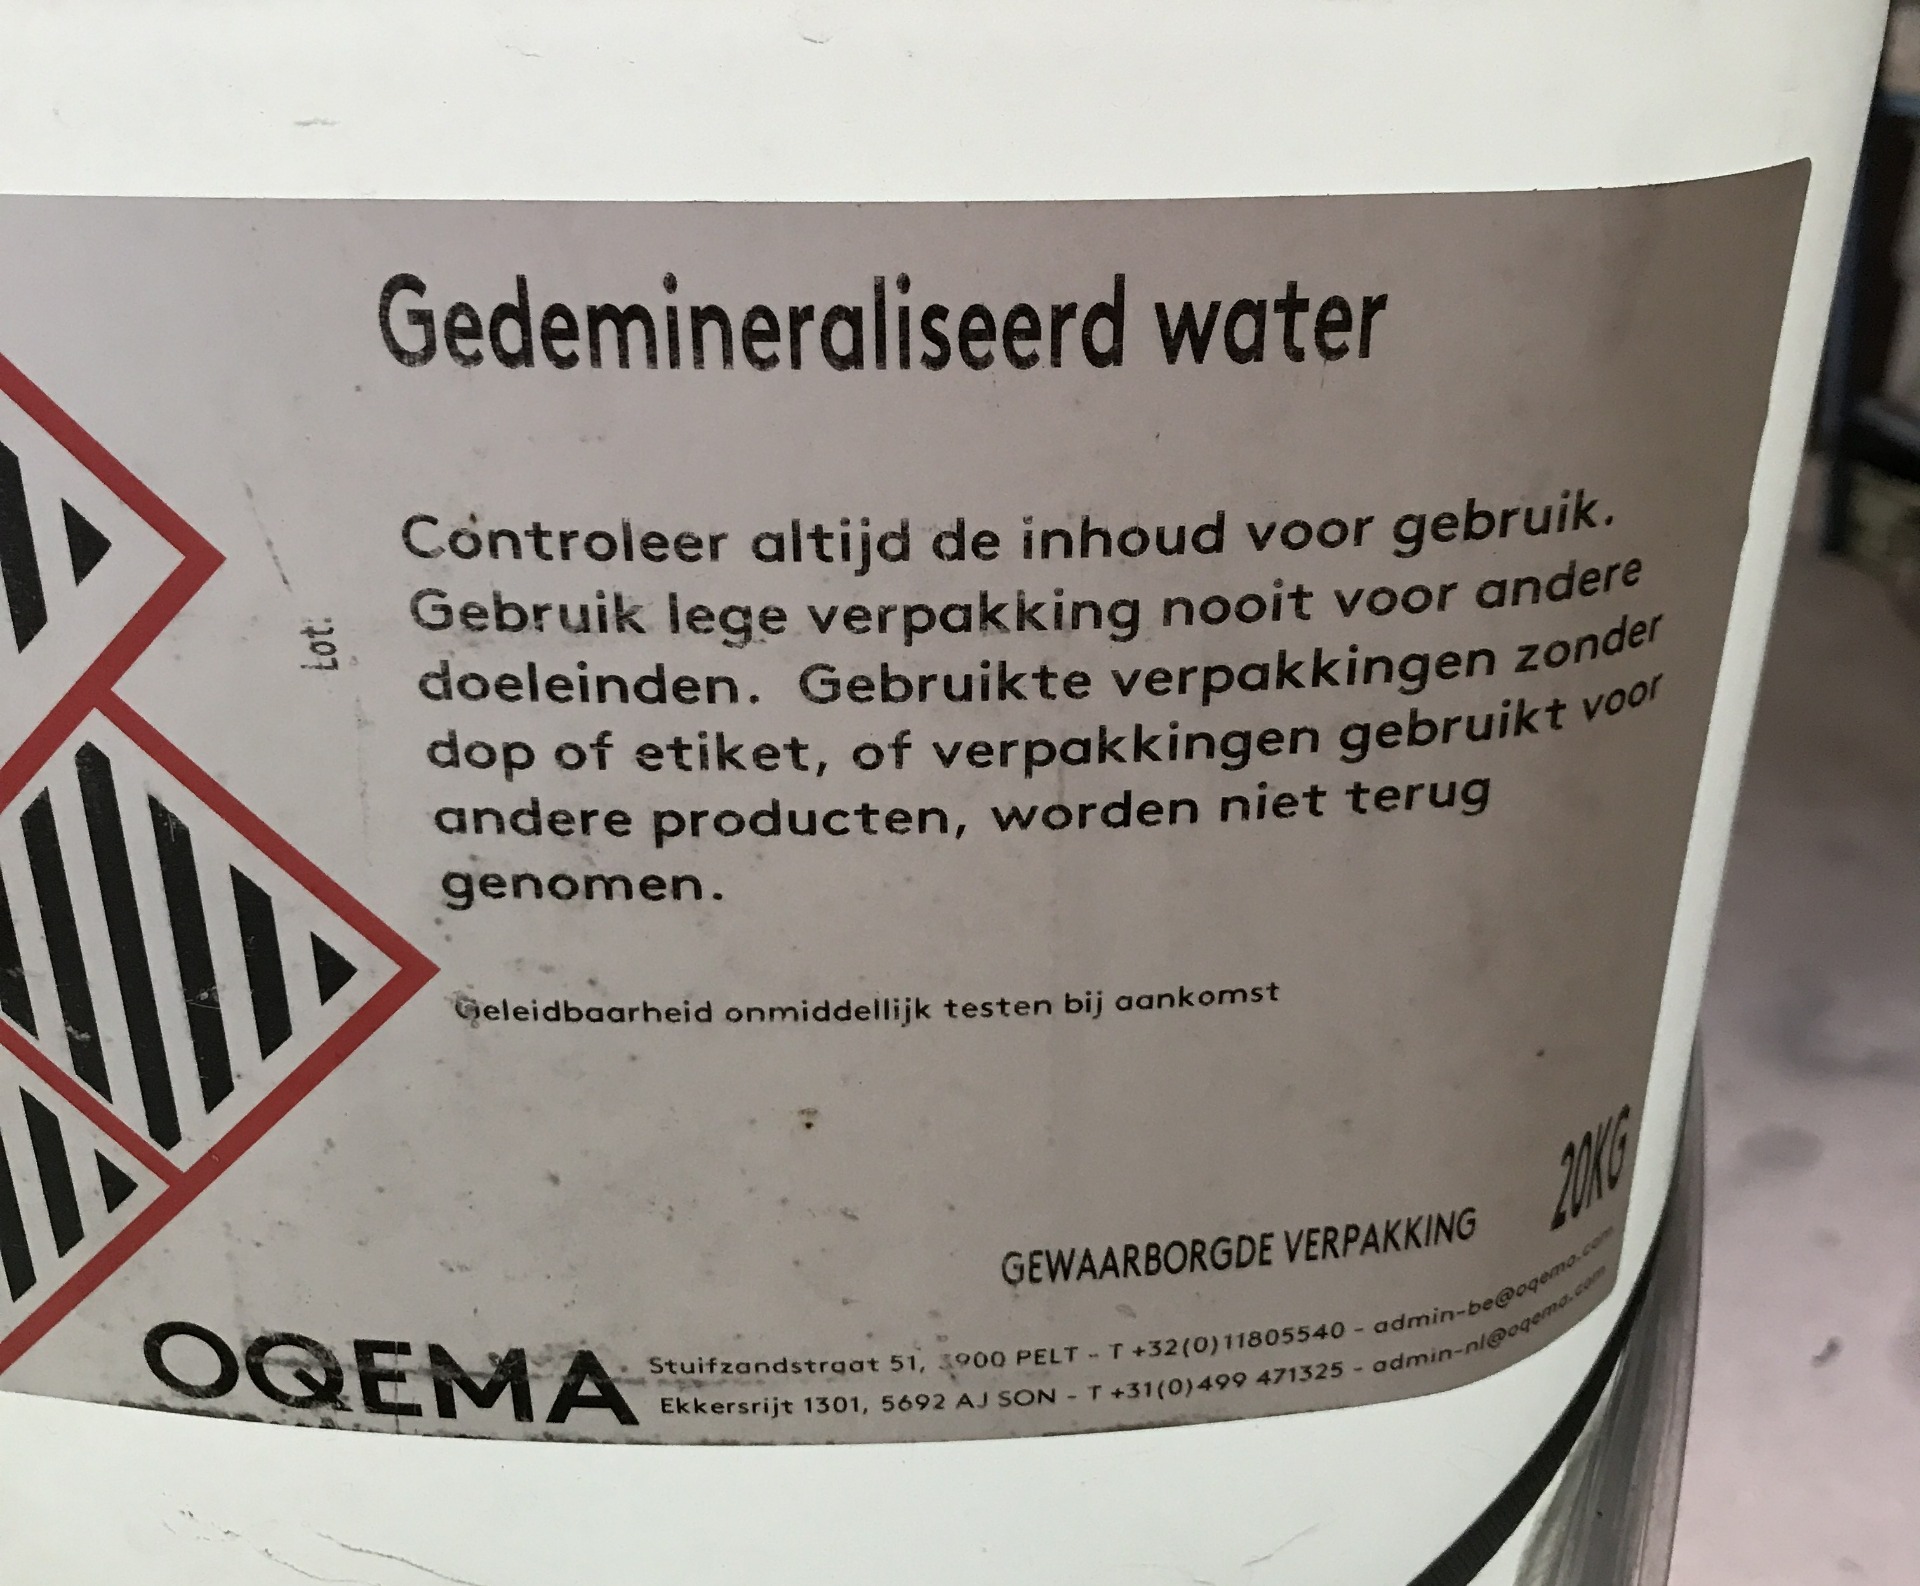 Gedemineraliseerd water
Controleer altijd de inhoud voor gebruik.
Gebruik lege verpakking nooit voor andere
doeleinden. Gebruikte verpakkingen zonder
dop of etiket, of verpakkingen gebruikt voor
andere producten, worden niet terug
genomen.
Lot:
Geleidbaarheid onmiddellijk testen bij aankomst
20KG
GEWAARBORGDE VERPAKKING
OQEMA
Stuifzandstraat 51, 3900 PELT - T +32(0)11805540 - admin-be@oqema.com
Ekkersrijt 1301, 5692 AJ SON - T +31(0)499 471325 - admin-nl@oqema.com